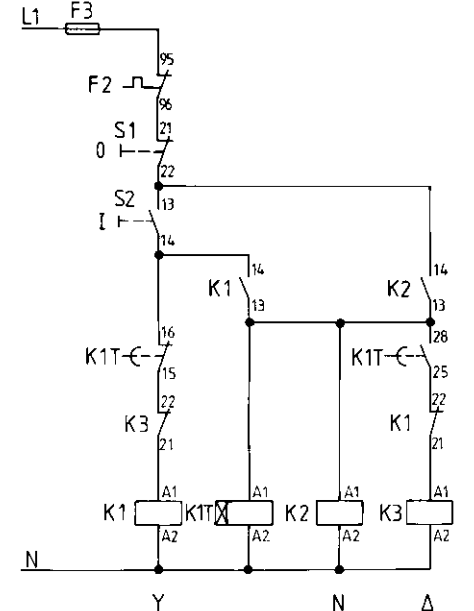 L1 F3
95
F2
96
S1 21
0
22
S2 13
I
14
14 14
K1 K2
13 13
16 28
K1T K1T
15 25
22 22
K3 K1
21 21
A1 A1 A1 A1
K1 K1T K2 K3
A2 A2 A2 A2
N
Y N Δ